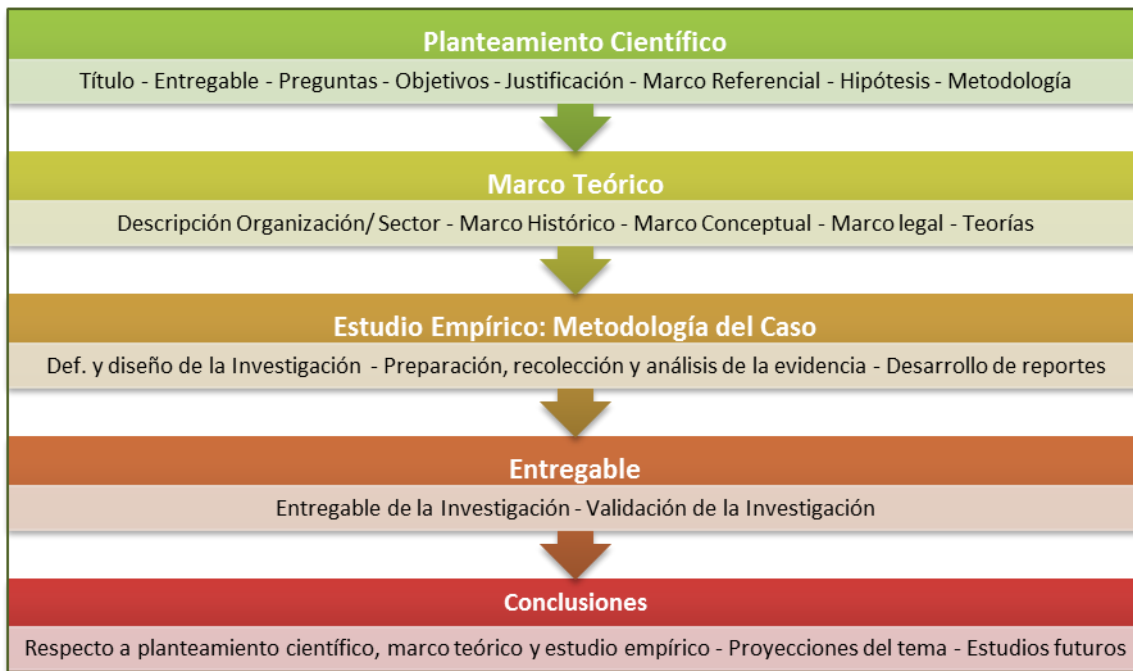 Planteamiento Científico
Título - Entregable - Preguntas - Objetivos - Justificación - Marco Referencial - Hipótesis - Metodología
Marco Teórico
Descripción Organización/ Sector - Marco Histórico - Marco Conceptual - Marco legal - Teorías
Estudio Empírico: Metodología del Caso
Def. y diseño de la Investigación - Preparación, recolección y análisis de la evidencia - Desarrollo de reportes
Entregable
Entregable de la Investigación - Validación de la Investigación
Conclusiones
Respecto a planteamiento científico, marco teórico y estudio empírico - Proyecciones del tema - Estudios futuros